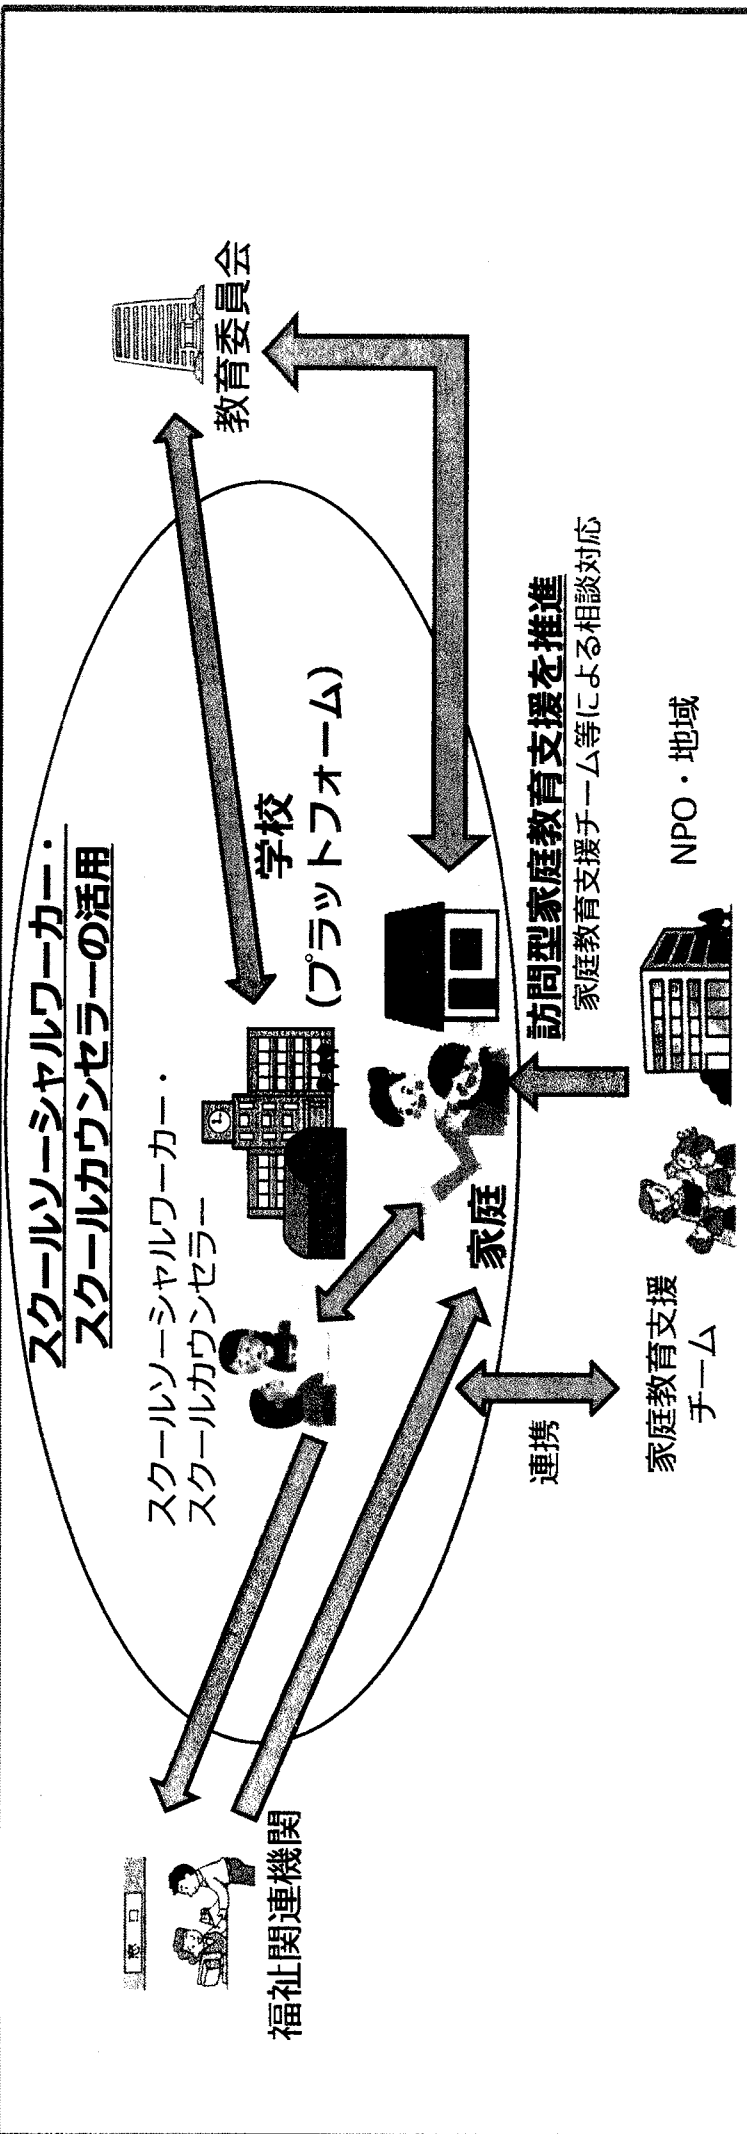 スクールソーシャルワーカー・
スクールカウンセラーの活用
スクールソーシャルワーカー・
スクールカウンセラー
学校
(プラットフォーム)
教育委員会
窓口
福祉関連機関
家庭
訪問型家庭教育支援を推進
家庭教育支援チーム等による相談対応
連携
家庭教育支援
チーム
NPO・地域